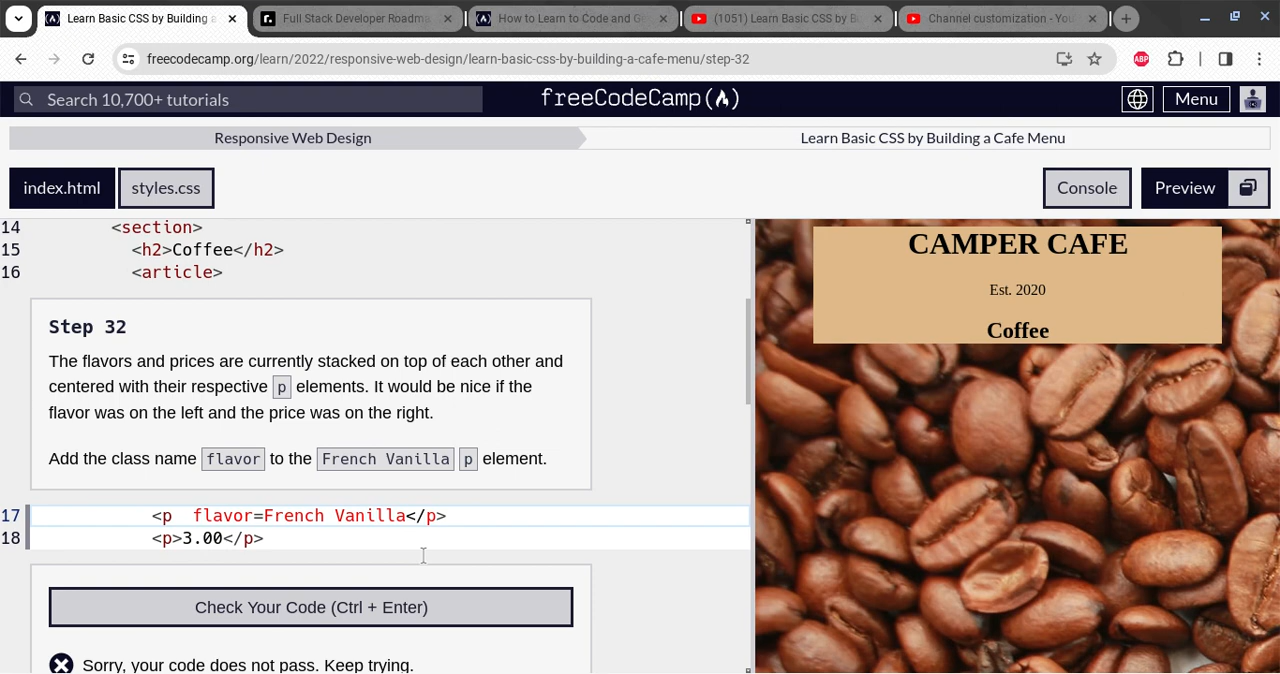 Learn Basic CSS by Building a
Full Stack Developer Roadma
How to Learn to Code and G
(1051) Learn Basic CSS by B
Channel customization - You
freecodecamp.org/learn/2022/responsive-web-design/learn-basic-css-by-building-a-cafe-menu/step-32
ABP
Search 10,700+ tutorials
freeCodeCamp
Menu
Responsive Web Design
Learn Basic CSS by Building a Cafe Menu
index.html
styles.css
Console
Preview
14 <section>
15 <h2>Coffee</h2>
16 <article>
Step 32
The flavors and prices are currently stacked on top of each other and
centered with their respective p elements. It would be nice if the
flavor was on the left and the price was on the right.
Add the class name flavor to the French Vanilla p element.
17 <p  flavor=French Vanilla</p>
18 <p>3.00</p>
Check Your Code (Ctrl + Enter)
Sorry, your code does not pass. Keep trying.
CAMPER CAFE
Est. 2020
Coffee